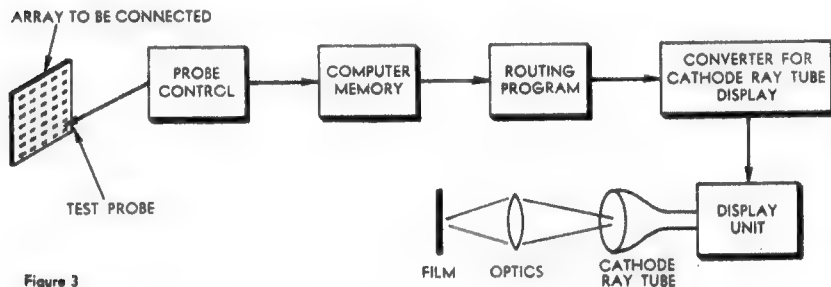 ARRAY TO BE CONNECTED
PROBE
CONTROL
COMPUTER
MEMORY
ROUTING
PROGRAM
CONVERTER FOR
CATHODE RAY TUBE
DISPLAY
TEST PROBE
DISPLAY
UNIT
FILM
OPTICS
CATHODE
RAY TUBE
Figure 3